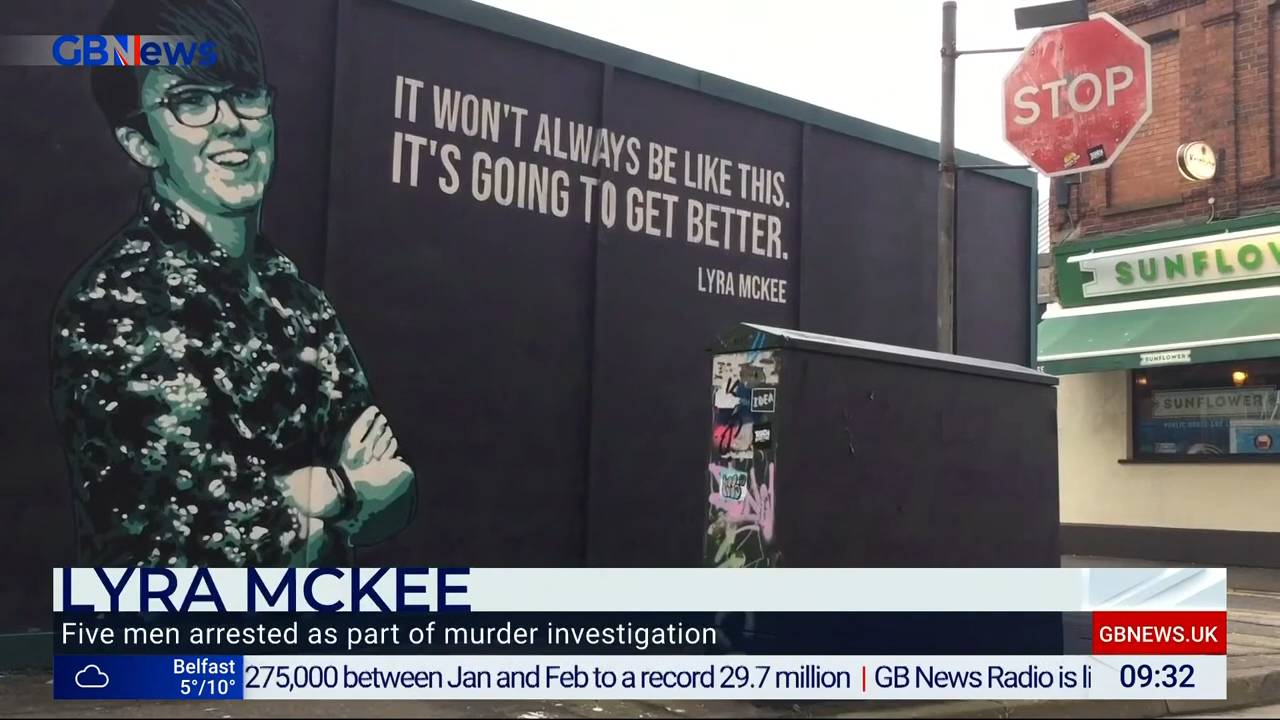 GBNews
IT WON'T ALWAYS BE LIKE THIS.
IT'S GOING TO GET BETTER.
LYRA MCKEE
STOP
SUNFLOW
SUNFLOWER
SUNFLOWER
IDEA
LYRA MCKEE
Five men arrested as part of murder investigation
GBNEWS.UK
Belfast
5°/10°
275,000 between Jan and Feb to a record 29.7 million | GB News Radio is li
09:32